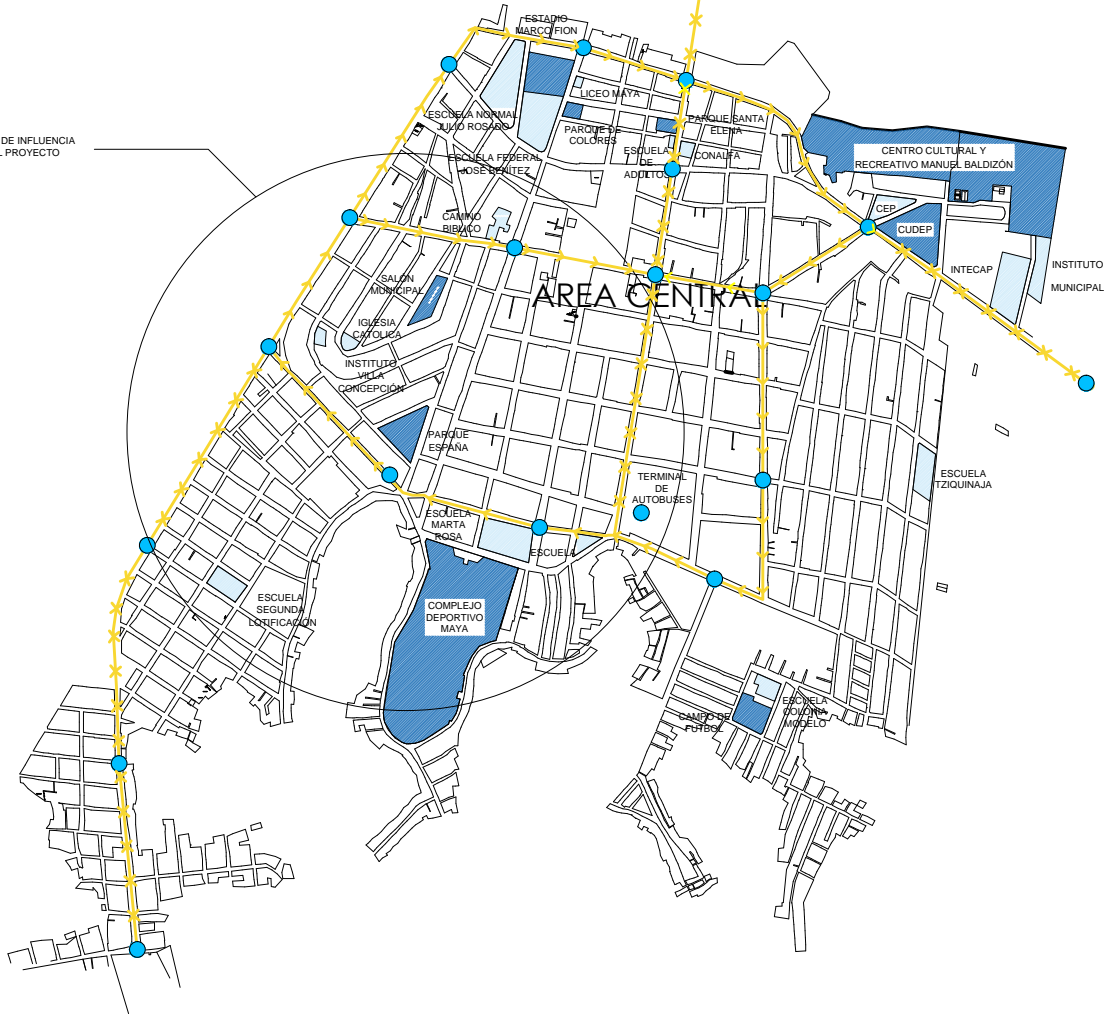 ESTADIO
MARCO FION
LICEO MAYA
ESCUELA NORMAL
JULIO ROSADO
PARQUE DE
COLORES
PARQUE SANTA
ELENA
DE INFLUENCIA
L PROYECTO
ESCUELA
DE
ADULTOS
CONALFA
CENTRO CULTURAL Y
RECREATIVO MANUEL BALDIZÓN
ESCUELA FEDERAL
JOSE BENÍTEZ
CAMINO
BIBLICO
CEP
CUDEP
INTECAP
INSTITUTO
MUNICIPAL
SALÓN
MUNICIPAL
AREA CENTRAL
IGLESIA
CATOLICA
INSTITUTO
VILLA
CONCEPCIÓN
PARQUE
ESPAÑA
TERMINAL
DE
AUTOBUSES
ESCUELA
TZIQUINAJA
ESCUELA
MARTA
ROSA
ESCUELA
ESCUELA
SEGUNDA
LOTIFICACIÓN
COMPLEJO
DEPORTIVO
MAYA
CAMPO DE
FUTBOL
ESCUELA
COLONIA
MODELO